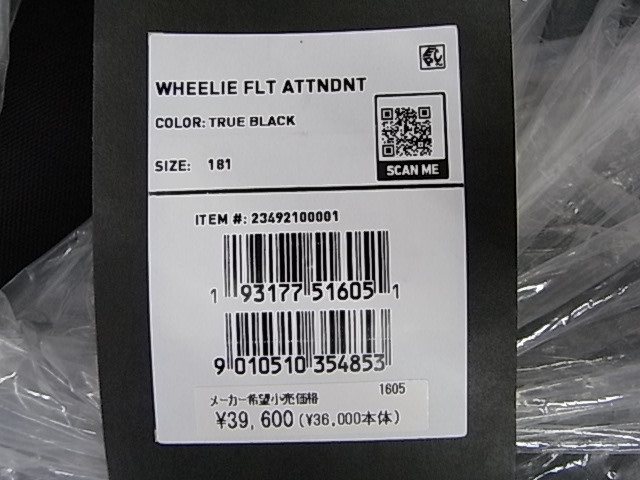 WHEELIE FLT ATTNDNT
COLOR: TRUE BLACK
SIZE: 181
SCAN ME
ITEM #: 23492100001
1 93177 51605 1
9 010510 354853
メーカー希望小売価格 1605
¥39,600(¥36,000本体)